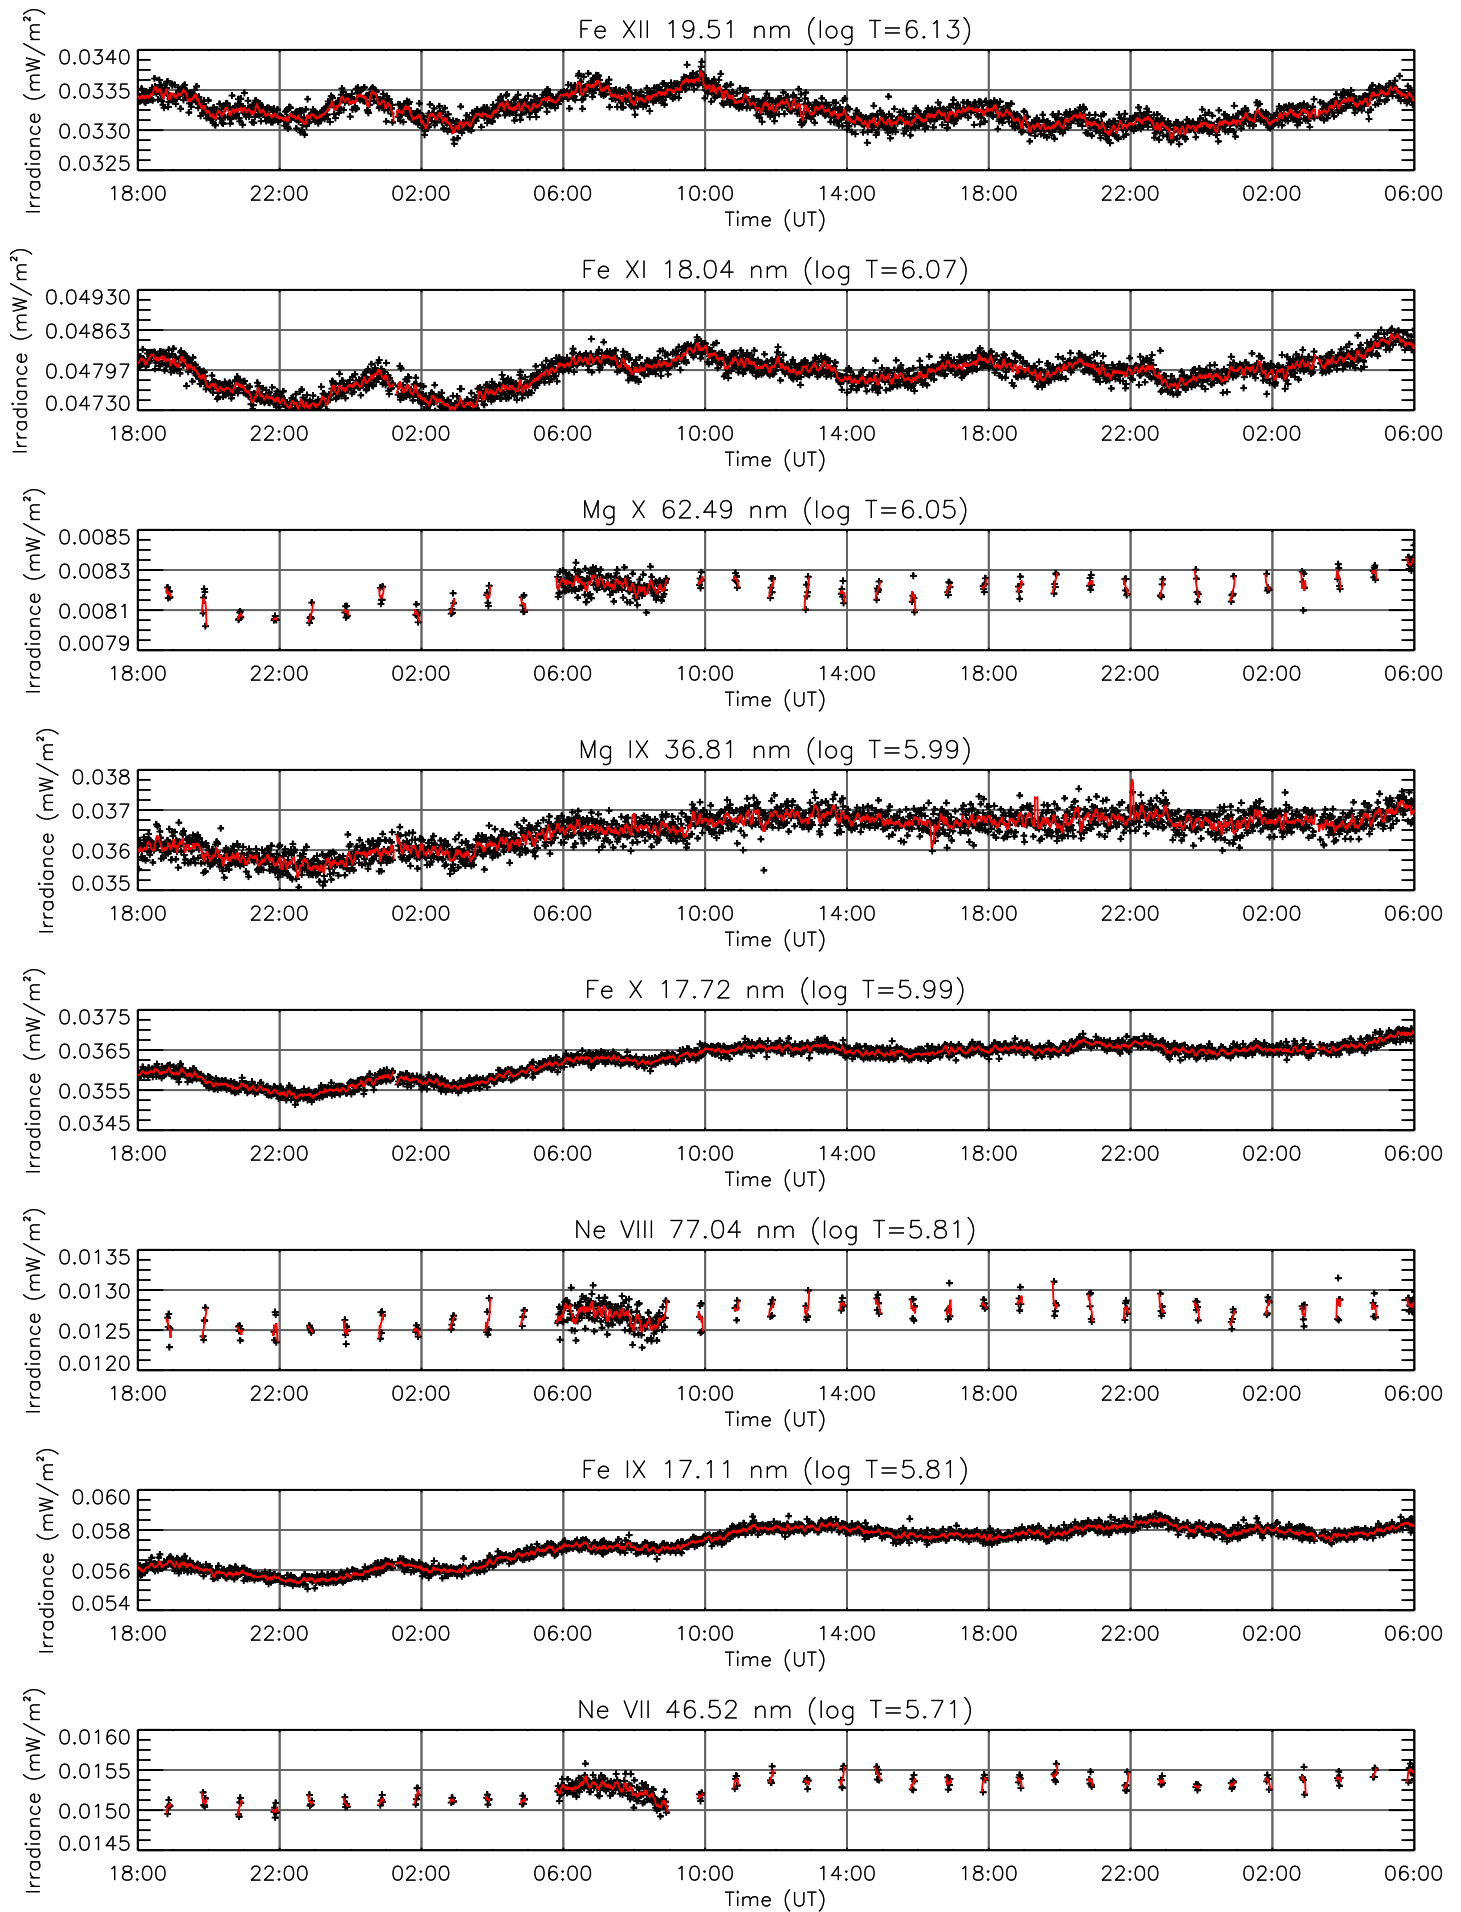 Fe XII 19.51 nm (log T=6.13)
Irradiance (mW/m²)
0.0340
0.0335
0.0330
0.0325
18:00 22:00 02:00 06:00 10:00 14:00 18:00 22:00 02:00 06:00
Time (UT)
Fe XI 18.04 nm (log T=6.07)
Irradiance (mW/m²)
0.04930
0.04863
0.04797
0.04730
18:00 22:00 02:00 06:00 10:00 14:00 18:00 22:00 02:00 06:00
Time (UT)
Mg X 62.49 nm (log T=6.05)
Irradiance (mW/m²)
0.0085
0.0083
0.0081
0.0079
18:00 22:00 02:00 06:00 10:00 14:00 18:00 22:00 02:00 06:00
Time (UT)
Mg IX 36.81 nm (log T=5.99)
Irradiance (mW/m²)
0.038
0.037
0.036
0.035
18:00 22:00 02:00 06:00 10:00 14:00 18:00 22:00 02:00 06:00
Time (UT)
Fe X 17.72 nm (log T=5.99)
Irradiance (mW/m²)
0.0375
0.0365
0.0355
0.0345
18:00 22:00 02:00 06:00 10:00 14:00 18:00 22:00 02:00 06:00
Time (UT)
Ne VIII 77.04 nm (log T=5.81)
Irradiance (mW/m²)
0.0135
0.0130
0.0125
0.0120
18:00 22:00 02:00 06:00 10:00 14:00 18:00 22:00 02:00 06:00
Time (UT)
Fe IX 17.11 nm (log T=5.81)
Irradiance (mW/m²)
0.060
0.058
0.056
0.054
18:00 22:00 02:00 06:00 10:00 14:00 18:00 22:00 02:00 06:00
Time (UT)
Ne VII 46.52 nm (log T=5.71)
Irradiance (mW/m²)
0.0160
0.0155
0.0150
0.0145
18:00 22:00 02:00 06:00 10:00 14:00 18:00 22:00 02:00 06:00
Time (UT)